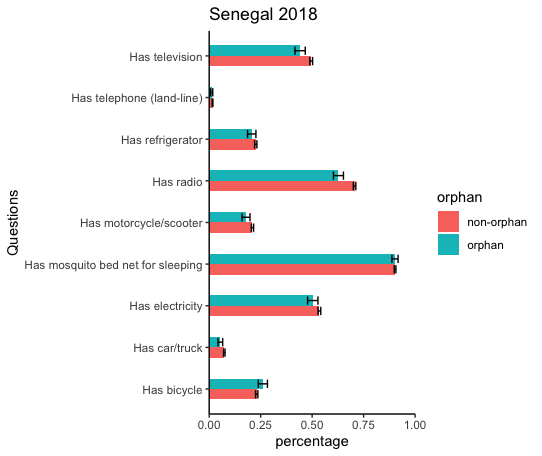 Senegal 2018
Questions
Has television
Has telephone (land-line)
Has refrigerator
Has radio
Has motorcycle/scooter
Has mosquito bed net for sleeping
Has electricity
Has car/truck
Has bicycle
0.00 0.25 0.50 0.75 1.00
percentage
orphan
non-orphan
orphan